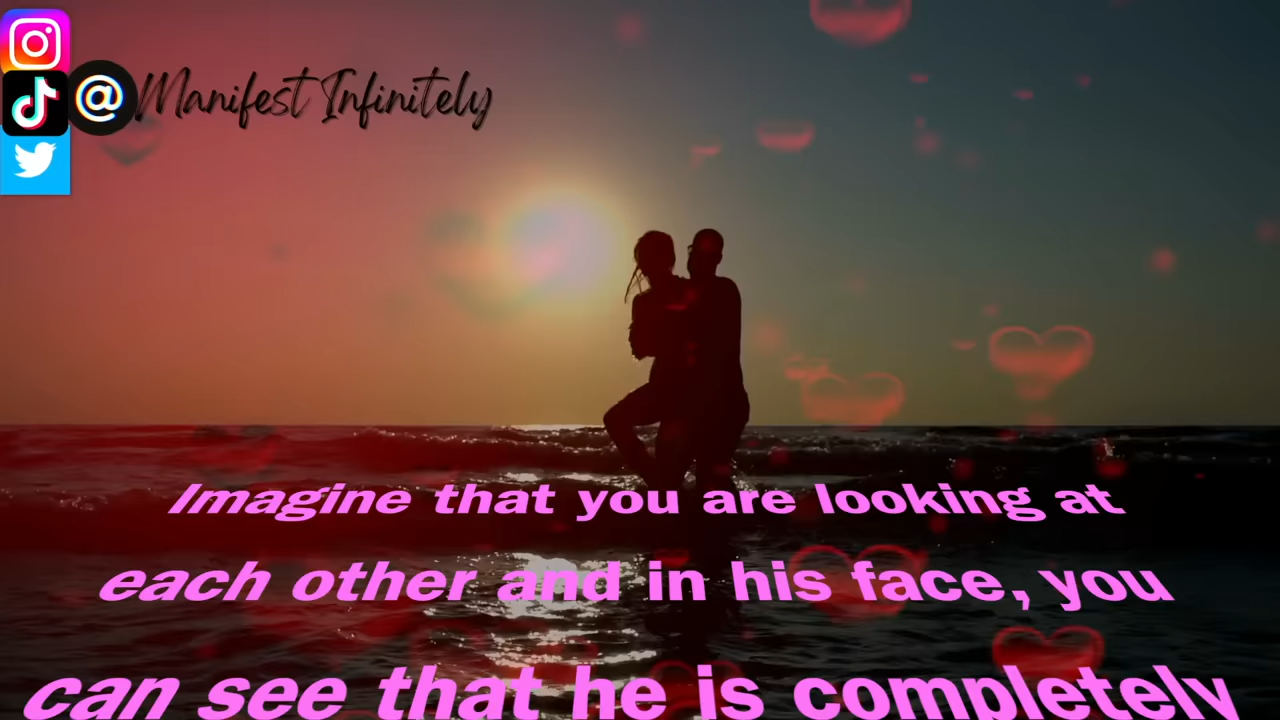 @Manifest Infinitely
Imagine that you are looking at
each other and in his face, you
can see that he is completely